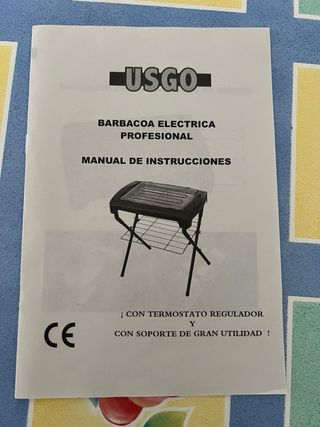 USGO
BARBACOA ELECTRICA
PROFESIONAL
MANUAL DE INSTRUCCIONES
¡ CON TERMOSTATO REGULADOR
Y
CON SOPORTE DE GRAN UTILIDAD !
CE